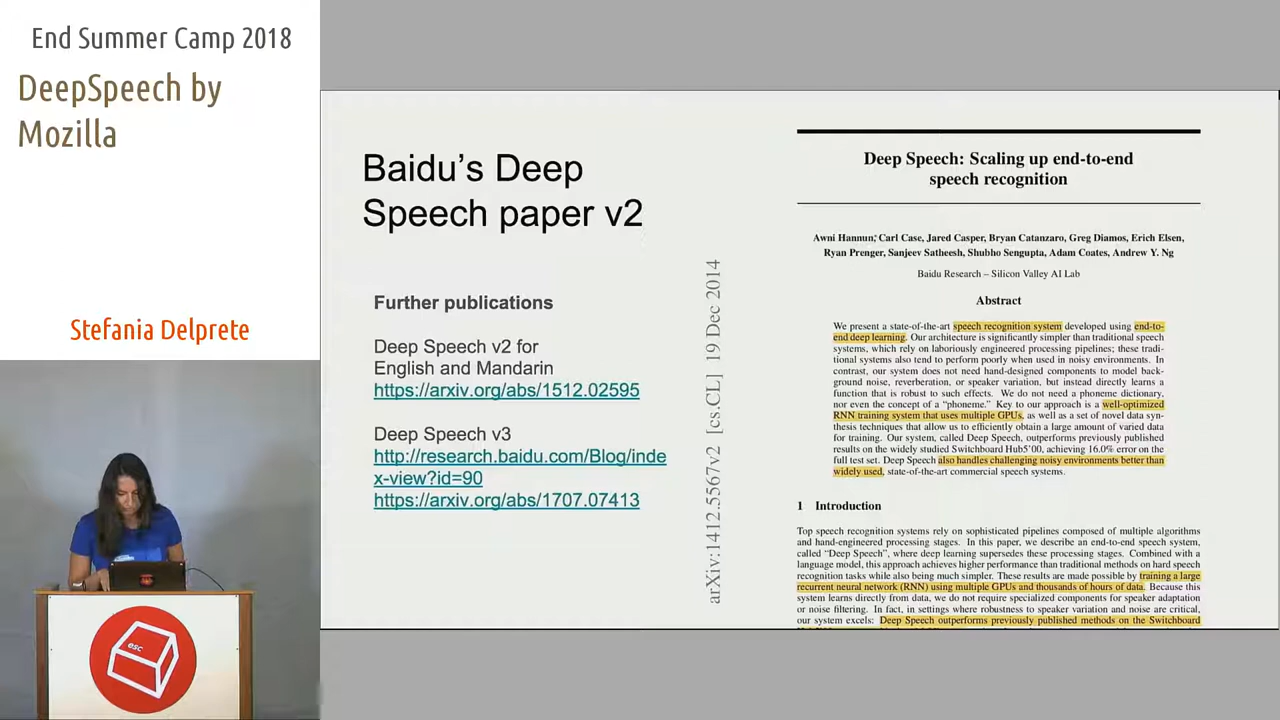 End Summer Camp 2018
DeepSpeech by
Mozilla
Stefania Delprete
esc
Baidu's Deep
Speech paper v2
Further publications
Deep Speech v2 for
English and Mandarin
https://arxiv.org/abs/1512.02595
Deep Speech v3
http://research.baidu.com/Blog/inde
x-view?id=90
https://arxiv.org/abs/1707.07413
arXiv:1412.5567v2 [cs.CL] 19 Dec 2014
Deep Speech: Scaling up end-to-end
speech recognition
Awni Hannun, Carl Case, Jared Casper, Bryan Catanzaro, Greg Diamos, Erich Elsen,
Ryan Prenger, Sanjeev Satheesh, Shubho Sengupta, Adam Coates, Andrew Y. Ng
Baidu Research – Silicon Valley AI Lab
Abstract
We present a state-of-the-art speech recognition system developed using end-to-
end deep learning. Our architecture is significantly simpler than traditional speech
systems, which rely on laboriously engineered processing pipelines; these tradi-
tional systems also tend to perform poorly when used in noisy environments. In
contrast, our system does not need hand-designed components to model back-
ground noise, reverberation, or speaker variation, but instead directly learns a
function that is robust to such effects. We do not need a phoneme dictionary,
nor even the concept of a "phoneme." Key to our approach is a well-optimized
RNN training system that uses multiple GPUs, as well as a set of novel data syn-
thesis techniques that allow us to efficiently obtain a large amount of varied data
for training. Our system, called Deep Speech, outperforms previously published
results on the widely studied Switchboard Hub5'00, achieving 16.0% error on the
full test set. Deep Speech also handles challenging noisy environments better than
widely used, state-of-the-art commercial speech systems.
1 Introduction
Top speech recognition systems rely on sophisticated pipelines composed of multiple algorithms
and hand-engineered processing stages. In this paper, we describe an end-to-end speech system,
called "Deep Speech", where deep learning supersedes these processing stages. Combined with a
language model, this approach achieves higher performance than traditional methods on hard speech
recognition tasks while also being much simpler. These results are made possible by training a large
recurrent neural network (RNN) using multiple GPUs and thousands of hours of data. Because this
system learns directly from data, we do not require specialized components for speaker adaptation
or noise filtering. In fact, in settings where robustness to speaker variation and noise are critical,
our system excels: Deep Speech outperforms previously published methods on the Switchboard